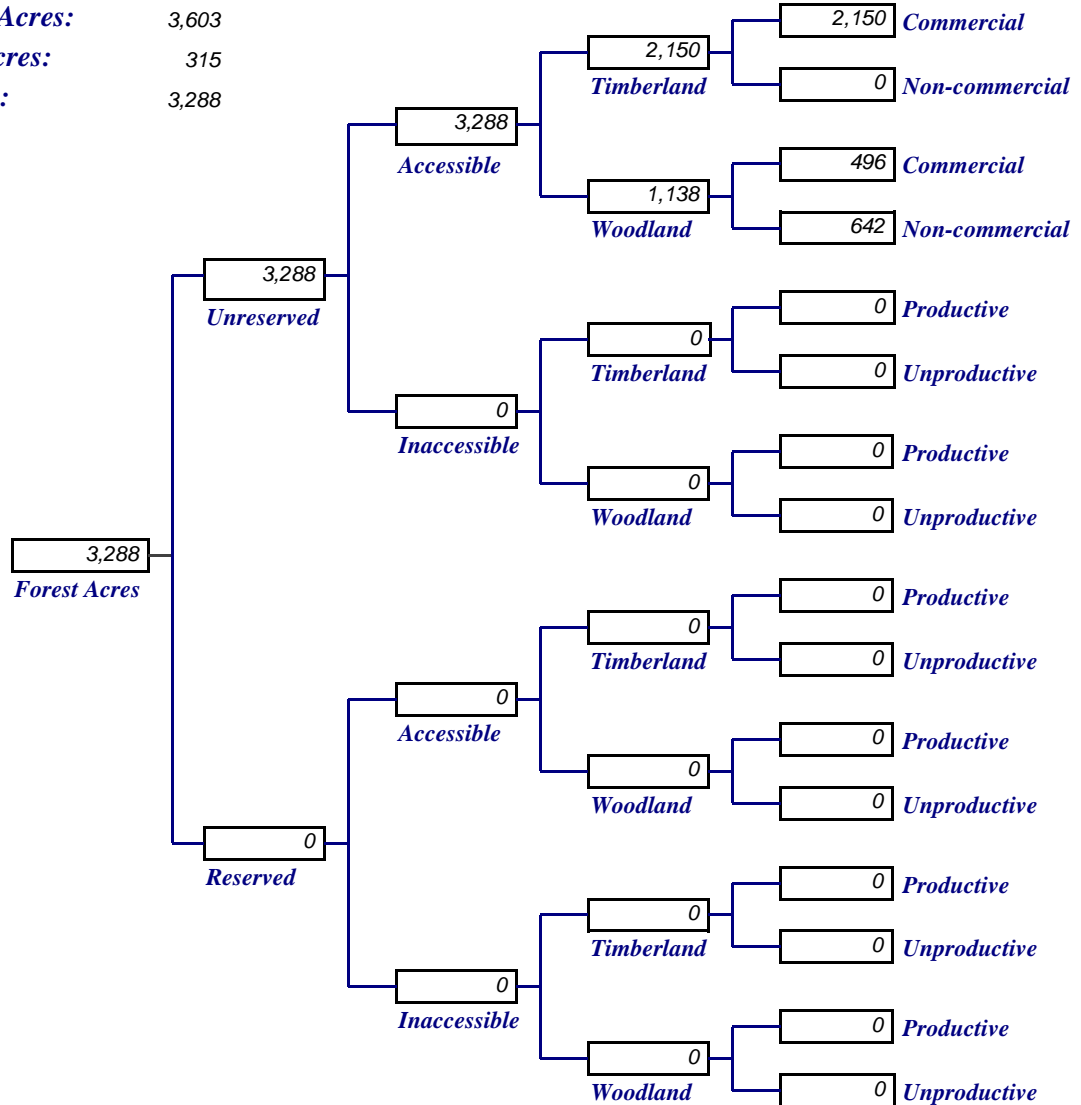 Acres: 3,603
315
: 3,288
2,150 Commercial
2,150
Timberland
0 Non-commercial
3,288
Accessible
496 Commercial
1,138
Woodland
642 Non-commercial
3,288
Unreserved
0 Productive
0
Timberland
0 Unproductive
0
Inaccessible
0 Productive
0
Woodland
0 Unproductive
3,288
Forest Acres
0 Productive
0
Timberland
0 Unproductive
0
Accessible
0 Productive
0
Woodland
0 Unproductive
0
Reserved
0 Productive
0
Timberland
0 Unproductive
0
Inaccessible
0 Productive
0
Woodland
0 Unproductive